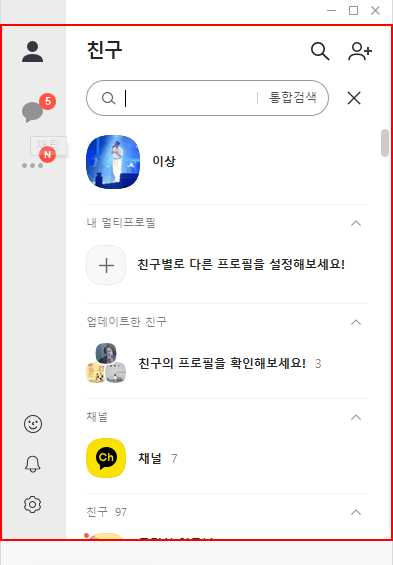 친구
5
통합검색
채팅
N
이상
내 멀티프로필
친구별로 다른 프로필을 설정해보세요!
업데이트한 친구
친구의 프로필을 확인해보세요! 3
채널
Ch
채널 7
친구 97